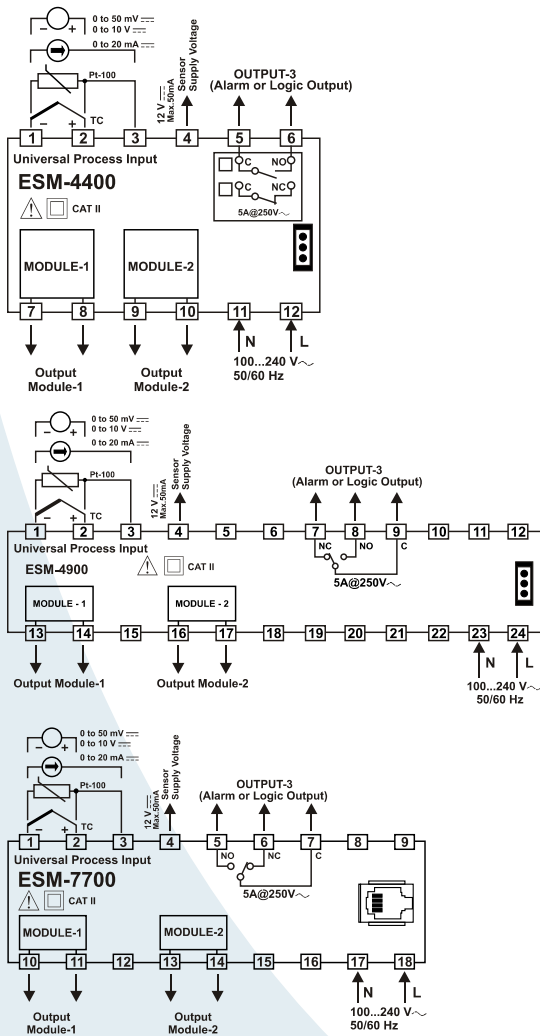 0 to 50 mV
0 to 10 V
0 to 20 mA
Pt-100
- +
- + TC
12 V
Max.50mA
Sensor
Supply Voltage
OUTPUT-3
(Alarm or Logic Output)
1 2 3 4 5 6
Universal Process Input
C NO
C NC
5A@250V~
ESM-4400
CAT II
MODULE-1 MODULE-2
7 8 9 10 11 12
N L
Output
Module-1
Output
Module-2
100...240 V~
50/60 Hz
0 to 50 mV
0 to 10 V
0 to 20 mA
Pt-100
- +
- + TC
12 V
Max.50mA
Sensor
Supply Voltage
OUTPUT-3
(Alarm or Logic Output)
1 2 3 4 5 6 7 8 9 10 11 12
Universal Process Input
NC NO C
5A@250V~
ESM-4900
CAT II
MODULE - 1 MODULE - 2
13 14 15 16 17 18 19 20 21 22 23 24
N L
Output Module-1 Output Module-2
100...240 V~
50/60 Hz
0 to 50 mV
0 to 10 V
0 to 20 mA
Pt-100
- +
- + TC
12 V
Max.50mA
Sensor
Supply Voltage
OUTPUT-3
(Alarm or Logic Output)
1 2 3 4 5 6 7 8 9
Universal Process Input
NO NC C
5A@250V~
ESM-7700
CAT II
MODULE-1 MODULE-2
10 11 12 13 14 15 16 17 18
N L
Output
Module-1
Output
Module-2
100...240 V~
50/60 Hz